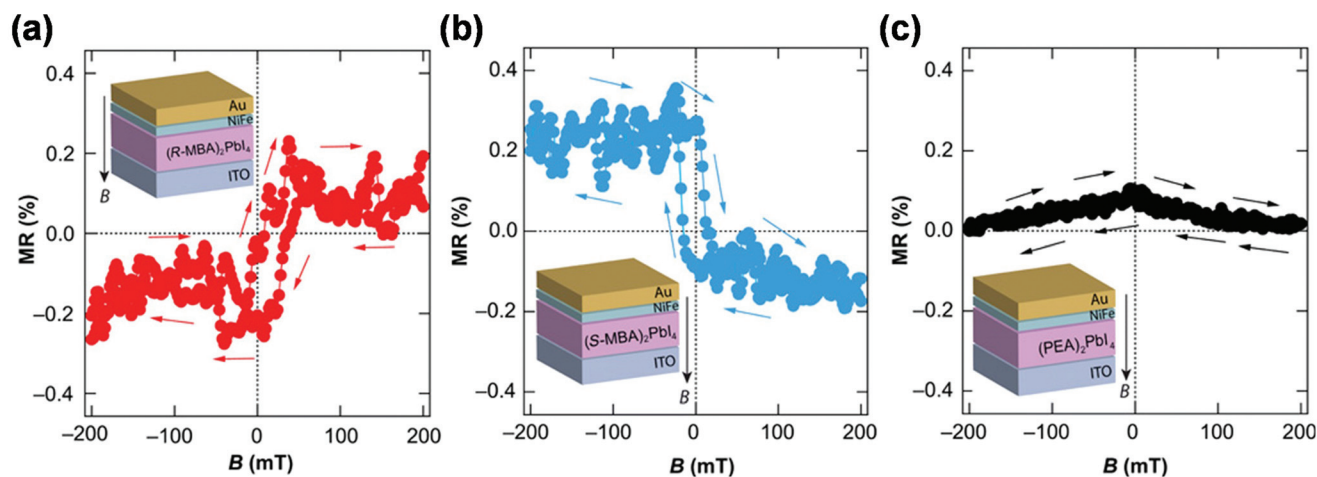 (a)
MR (%)
0.4
0.2
0.0
–0.2
–0.4
–200
–100
0
100
200
B (mT)
Au
NiFe
(R-MBA)₂PbI₄
ITO
B
(b)
MR (%)
0.4
0.2
0.0
–0.2
–0.4
–200
–100
0
100
200
B (mT)
Au
NiFe
(S-MBA)₂PbI₄
ITO
B
(c)
MR (%)
0.4
0.2
0.0
–0.2
–0.4
–200
–100
0
100
200
B (mT)
Au
NiFe
(PEA)₂PbI₄
ITO
B